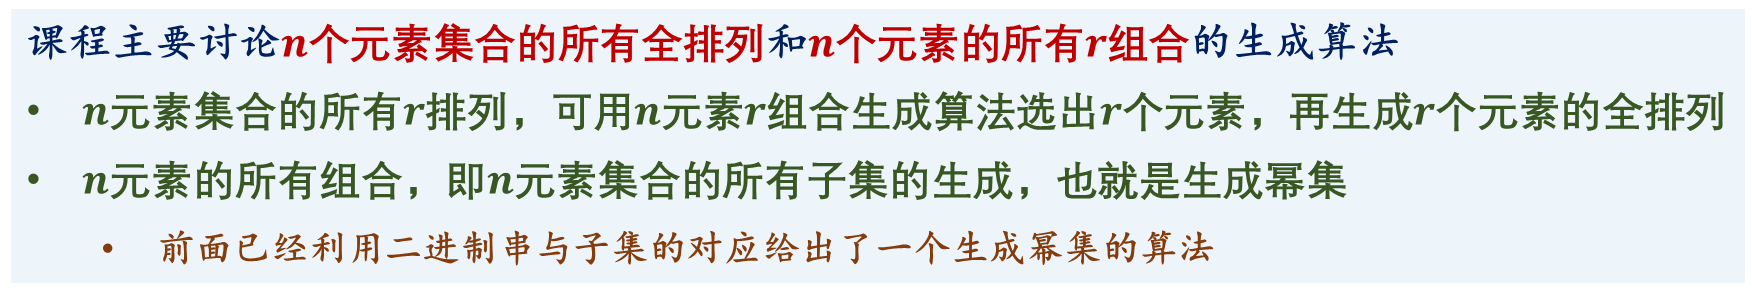 课程主要讨论n个元素集合的所有全排列和n个元素的所有r组合的生成算法
• n元素集合的所有r排列，可用n元素r组合生成算法选出r个元素，再生成r个元素的全排列
• n元素的所有组合，即n元素集合的所有子集的生成，也就是生成幂集
• 前面已经利用二进制串与子集的对应给出了一个生成幂集的算法